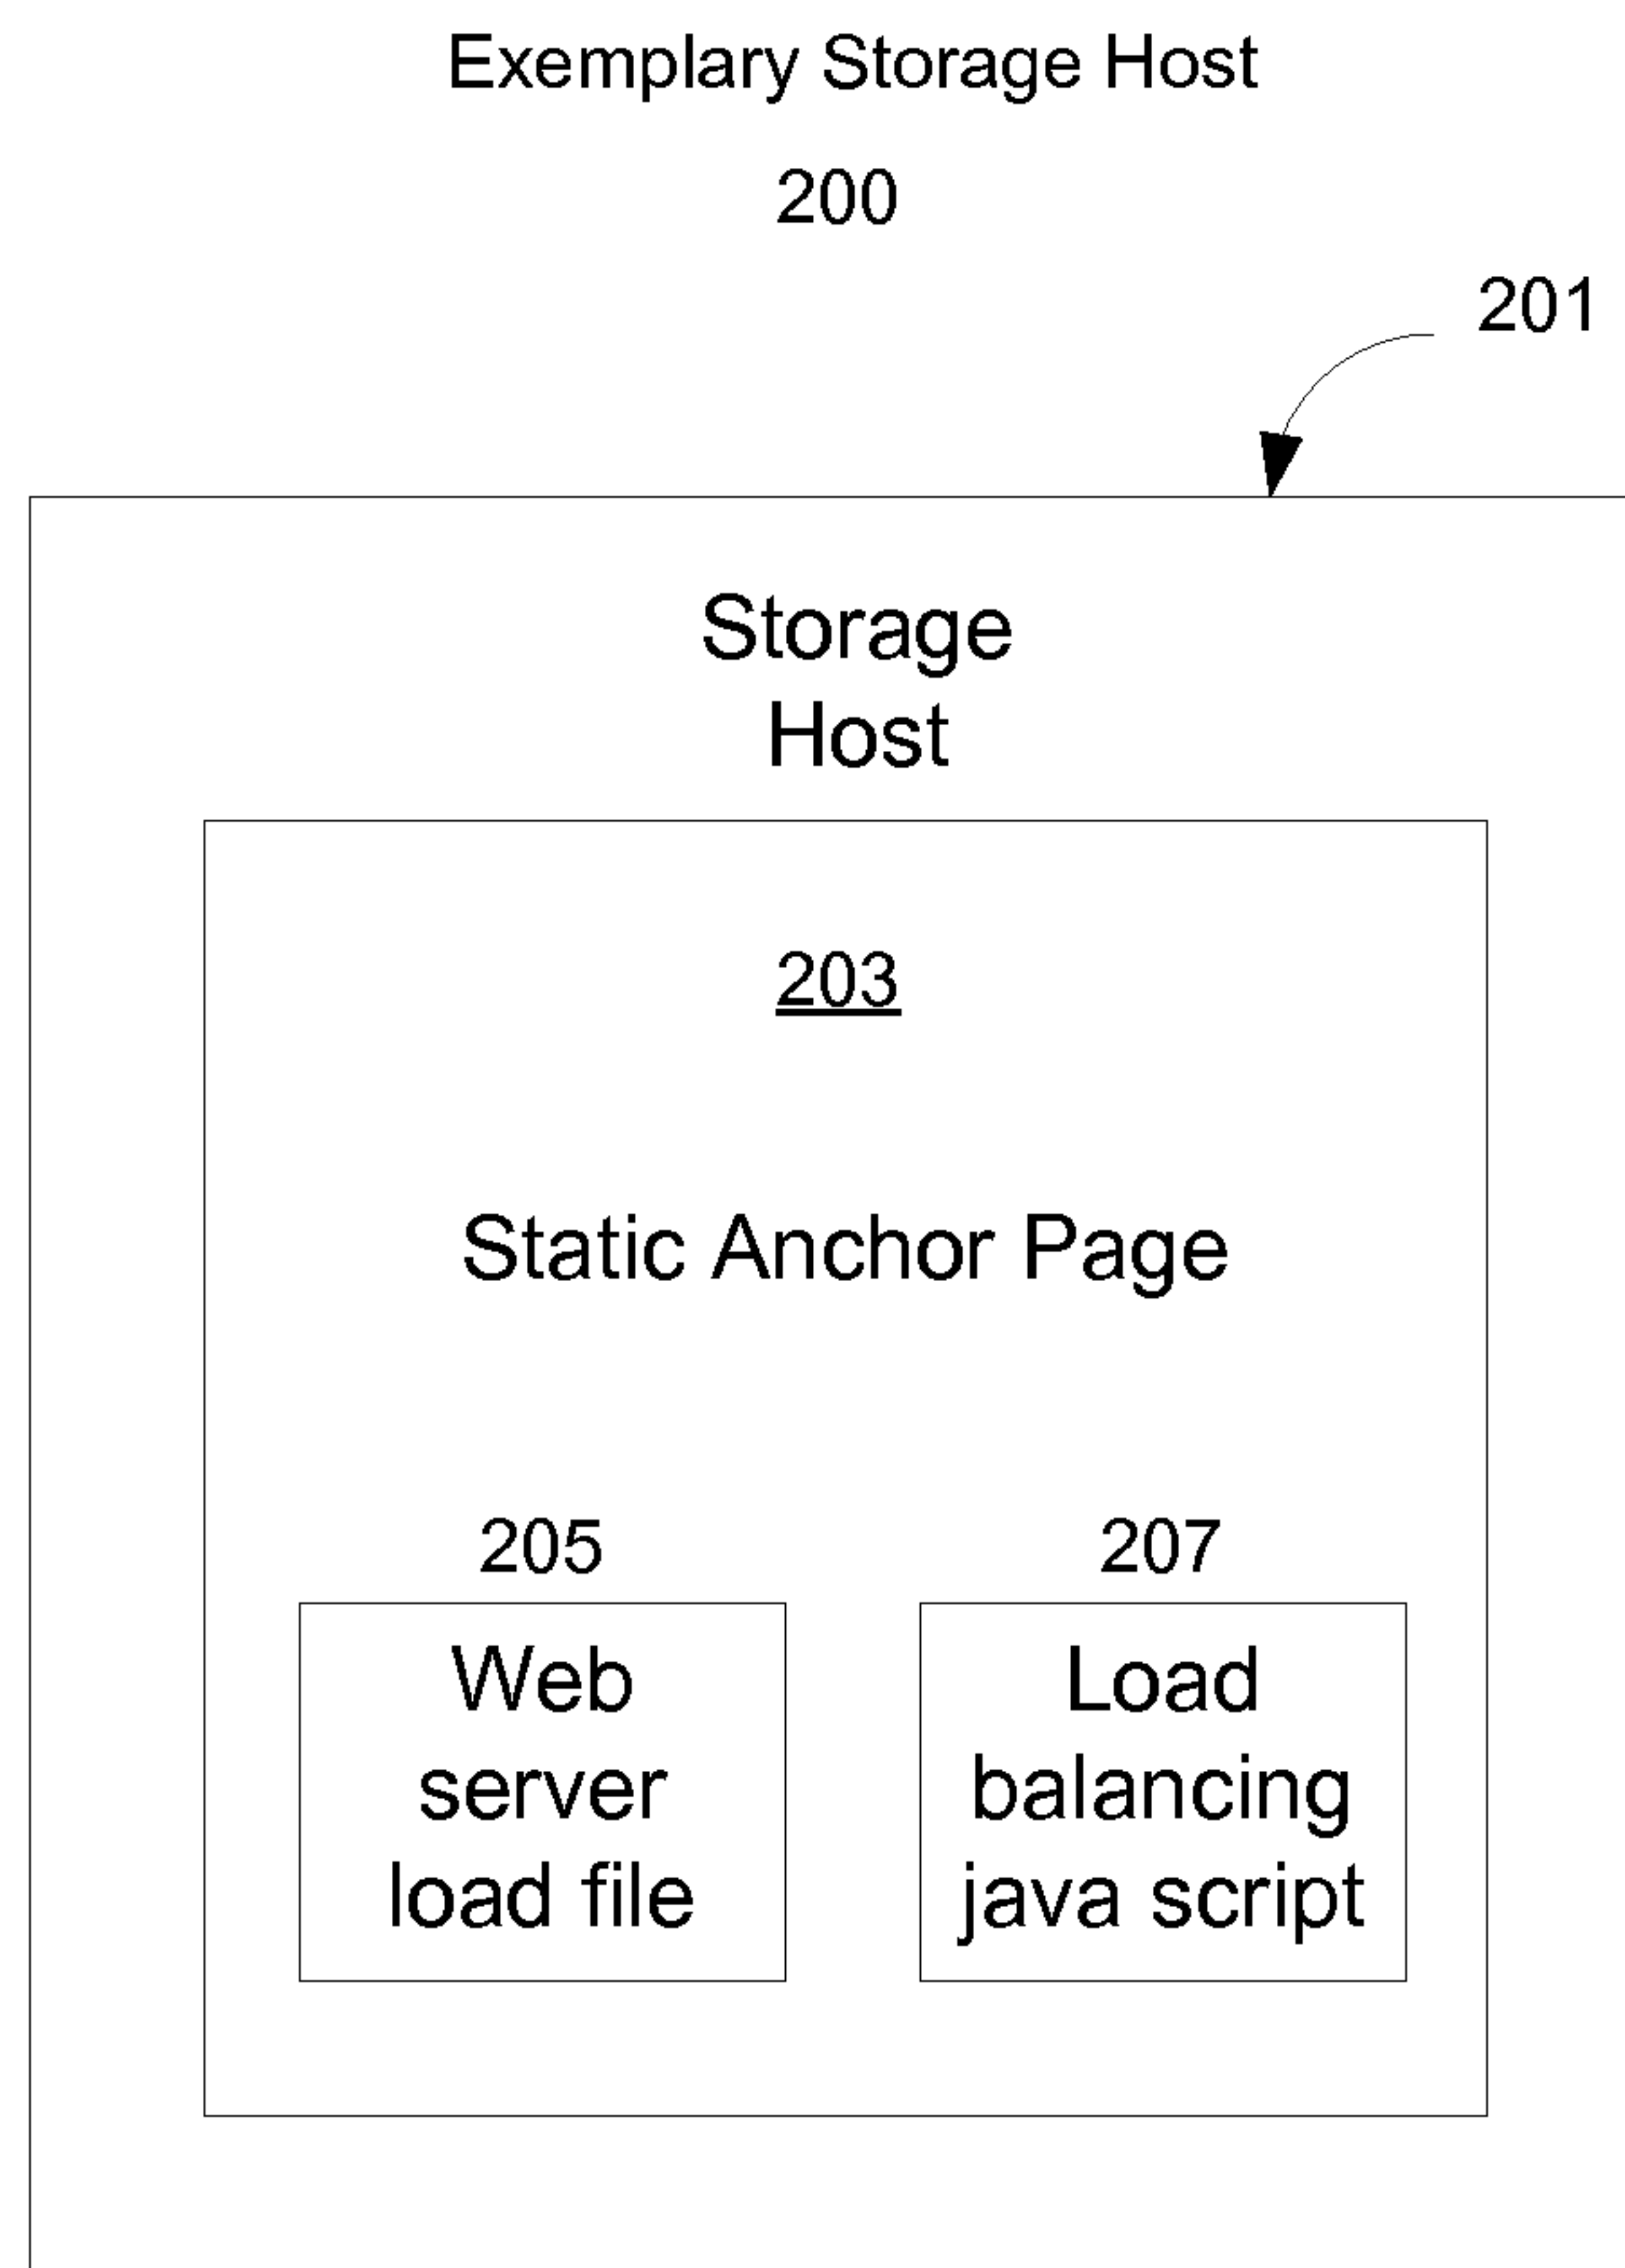 Exemplary Storage Host
200
201
Storage
Host
203
Static Anchor Page
205
207
Web
server
load file
Load
balancing
java script